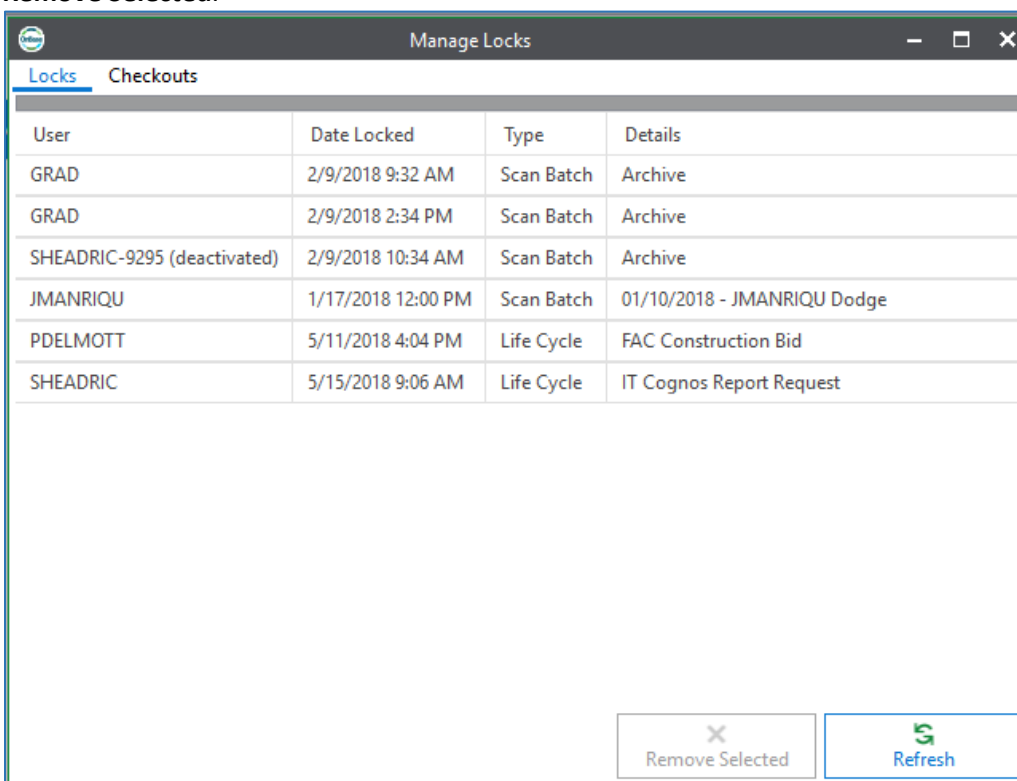 Remove Selected.
OnBase Manage Locks
Locks Checkouts
User Date Locked Type Details
GRAD 2/9/2018 9:32 AM Scan Batch Archive
GRAD 2/9/2018 2:34 PM Scan Batch Archive
SHEADRIC-9295 (deactivated) 2/9/2018 10:34 AM Scan Batch Archive
JMANRIQU 1/17/2018 12:00 PM Scan Batch 01/10/2018 - JMANRIQU Dodge
PDELMOTT 5/11/2018 4:04 PM Life Cycle FAC Construction Bid
SHEADRIC 5/15/2018 9:06 AM Life Cycle IT Cognos Report Request
Remove Selected Refresh